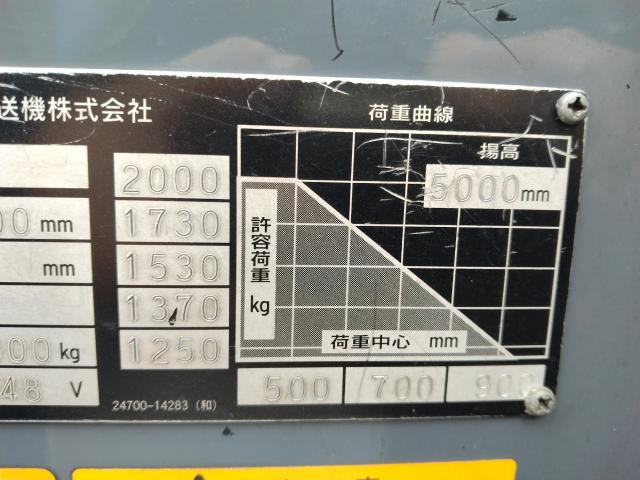 送機株式会社
荷重曲線
揚高
5000mm
2000
00 mm
1730
mm
1530
1370
00 kg
1250
48 V
許容荷重
kg
荷重中心 mm
500 700 900
24700-14283 (和)